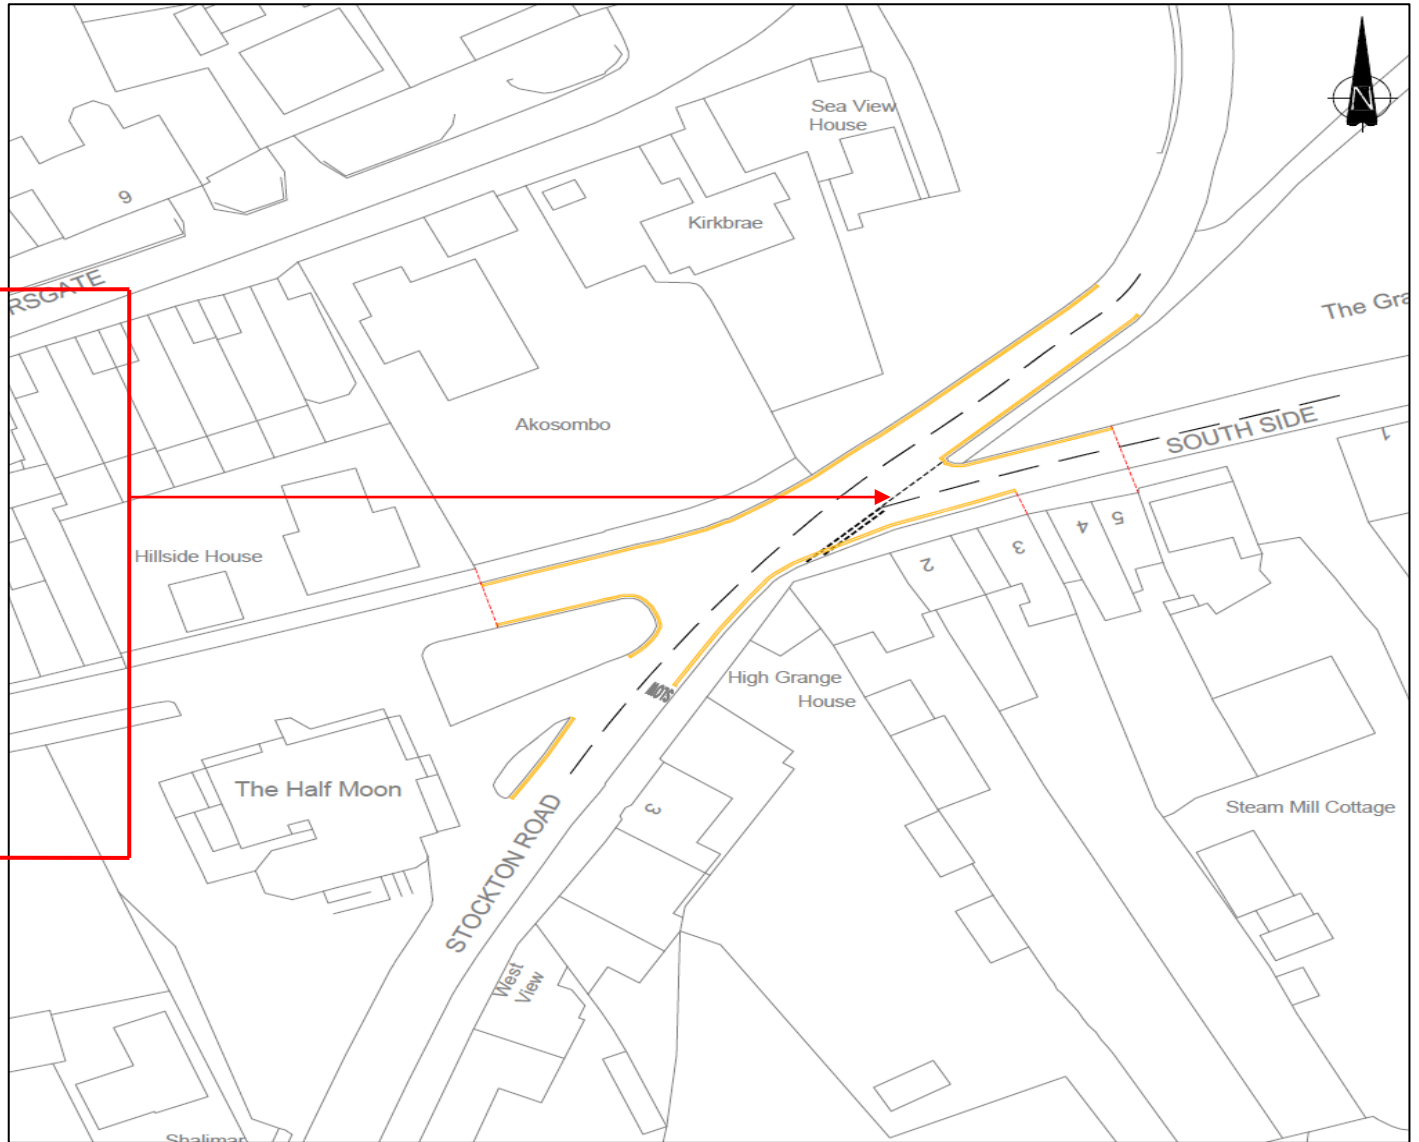 Sea View
House
N
9
Kirkbrae
RSGATE
The Gra
Akosombo
SOUTH SIDE
1
5
4
3
2
Hillside House
SLOW
High Grange
House
The Half Moon
3
Steam Mill Cottage
STOCKTON ROAD
West
View
Shalimar